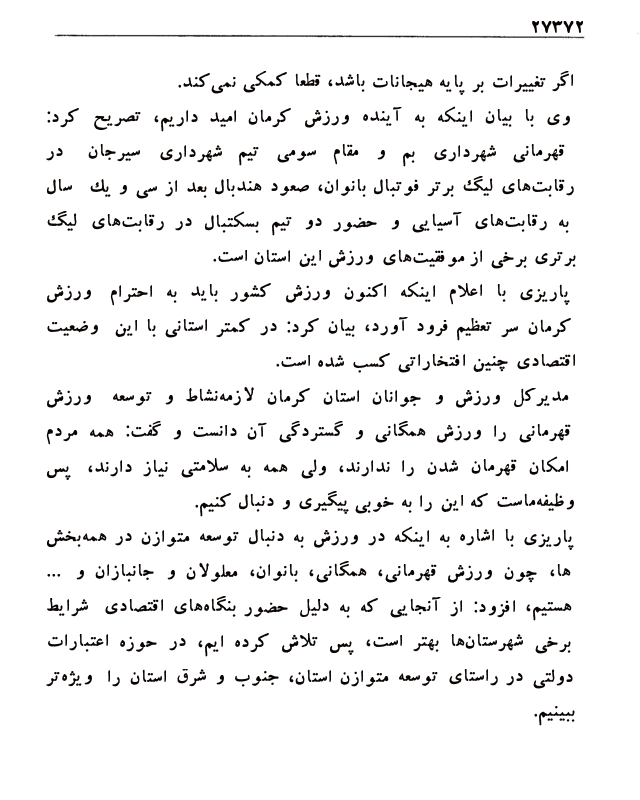 ۲۷۳۷۲
اگر تغییرات بر پایه هیجانات باشد، قطعا کمکی نمی‌کند.
وی با بیان اینکه به آینده ورزش کرمان امید داریم، تصریح کرد:
قهرمانی شهرداری بم و مقام سومی تیم شهرداری سیرجان در
رقابت‌های لیگ برتر فوتبال بانوان، صعود هندبال بعد از سی و یك سال
به رقابت‌های آسیایی و حضور دو تیم بسکتبال در رقابت‌های لیگ
برتری برخی از موفقیت‌های ورزش این استان است.
پاریزی با اعلام اینکه اکنون ورزش کشور باید به احترام ورزش
کرمان سر تعظیم فرود آورد، بیان کرد: در کمتر استانی با این وضعیت
اقتصادی چنین افتخاراتی کسب شده است.
مدیرکل ورزش و جوانان استان کرمان لازمه‌نشاط و توسعه ورزش
قهرمانی را ورزش همگانی و گستردگی آن دانست و گفت: همه مردم
امکان قهرمان شدن را ندارند، ولی همه به سلامتی نیاز دارند، پس
وظیفه‌ماست که این را به خوبی پیگیری و دنبال کنیم.
پاریزی با اشاره به اینکه در ورزش به دنبال توسعه متوازن در همه‌بخش
ها، چون ورزش قهرمانی، همگانی، بانوان، معلولان و جانبازان و ...
هستیم، افزود: از آنجایی که به دلیل حضور بنگاه‌های اقتصادی شرایط
برخی شهرستان‌ها بهتر است، پس تلاش کرده ایم، در حوزه اعتبارات
دولتی در راستای توسعه متوازن استان، جنوب و شرق استان را ویژه‌تر
ببینیم.